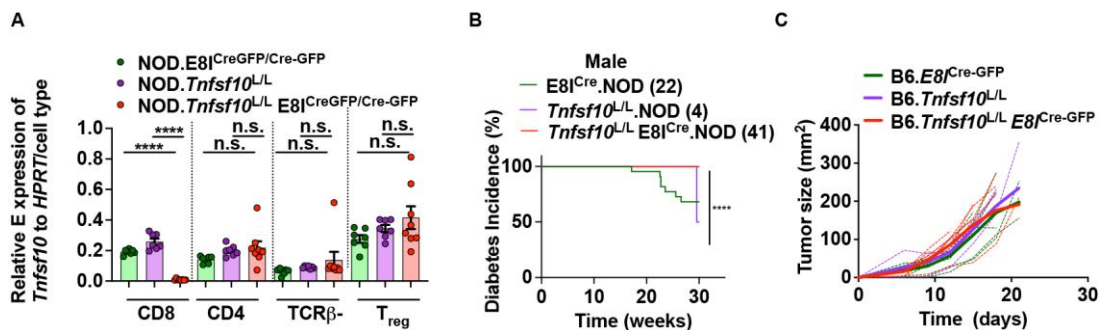 A
NOD.E8I^CreGFP/Cre-GFP
NOD.Tnfsf10^L/L
NOD.Tnfsf10^L/L E8I^CreGFP/Cre-GFP
Relative E xpression of
Tnfsf10 to HPRT/cell type
1.0
0.8
0.6
0.4
0.2
0.0
****
****
n.s.
n.s.
n.s.
n.s.
n.s.
n.s.
CD8
CD4
TCRβ-
T_reg
B
Male
E8I^Cre.NOD (22)
Tnfsf10^L/L.NOD (4)
Tnfsf10^L/L E8I^Cre.NOD (41)
Diabetes Incidence (%)
100
50
0
10
20
30
****
Time (weeks)
C
B6.E8I^Cre-GFP
B6.Tnfsf10^L/L
B6.Tnfsf10^L/L E8I^Cre-GFP
Tumor size (mm²)
400
300
200
100
0
0
10
20
30
Time (days)